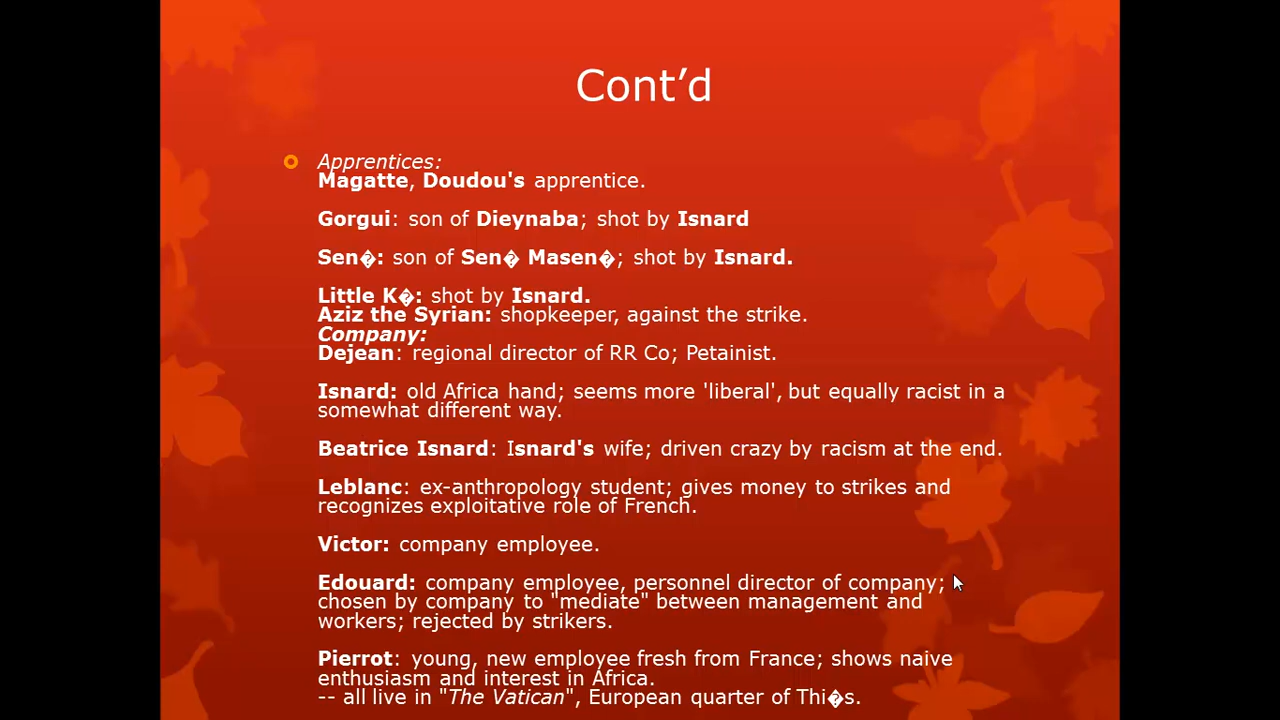 Cont’d
Apprentices:
Magatte, Doudou's apprentice.
Gorgui: son of Dieynaba; shot by Isnard
Sen�: son of Sen� Masen�; shot by Isnard.
Little K�: shot by Isnard.
Aziz the Syrian: shopkeeper, against the strike.
Company:
Dejean: regional director of RR Co; Petainist.
Isnard: old Africa hand; seems more 'liberal', but equally racist in a
somewhat different way.
Beatrice Isnard: Isnard's wife; driven crazy by racism at the end.
Leblanc: ex-anthropology student; gives money to strikes and
recognizes exploitative role of French.
Victor: company employee.
Edouard: company employee, personnel director of company;
chosen by company to "mediate" between management and
workers; rejected by strikers.
Pierrot: young, new employee fresh from France; shows naive
enthusiasm and interest in Africa.
-- all live in "The Vatican", European quarter of Thi�s.